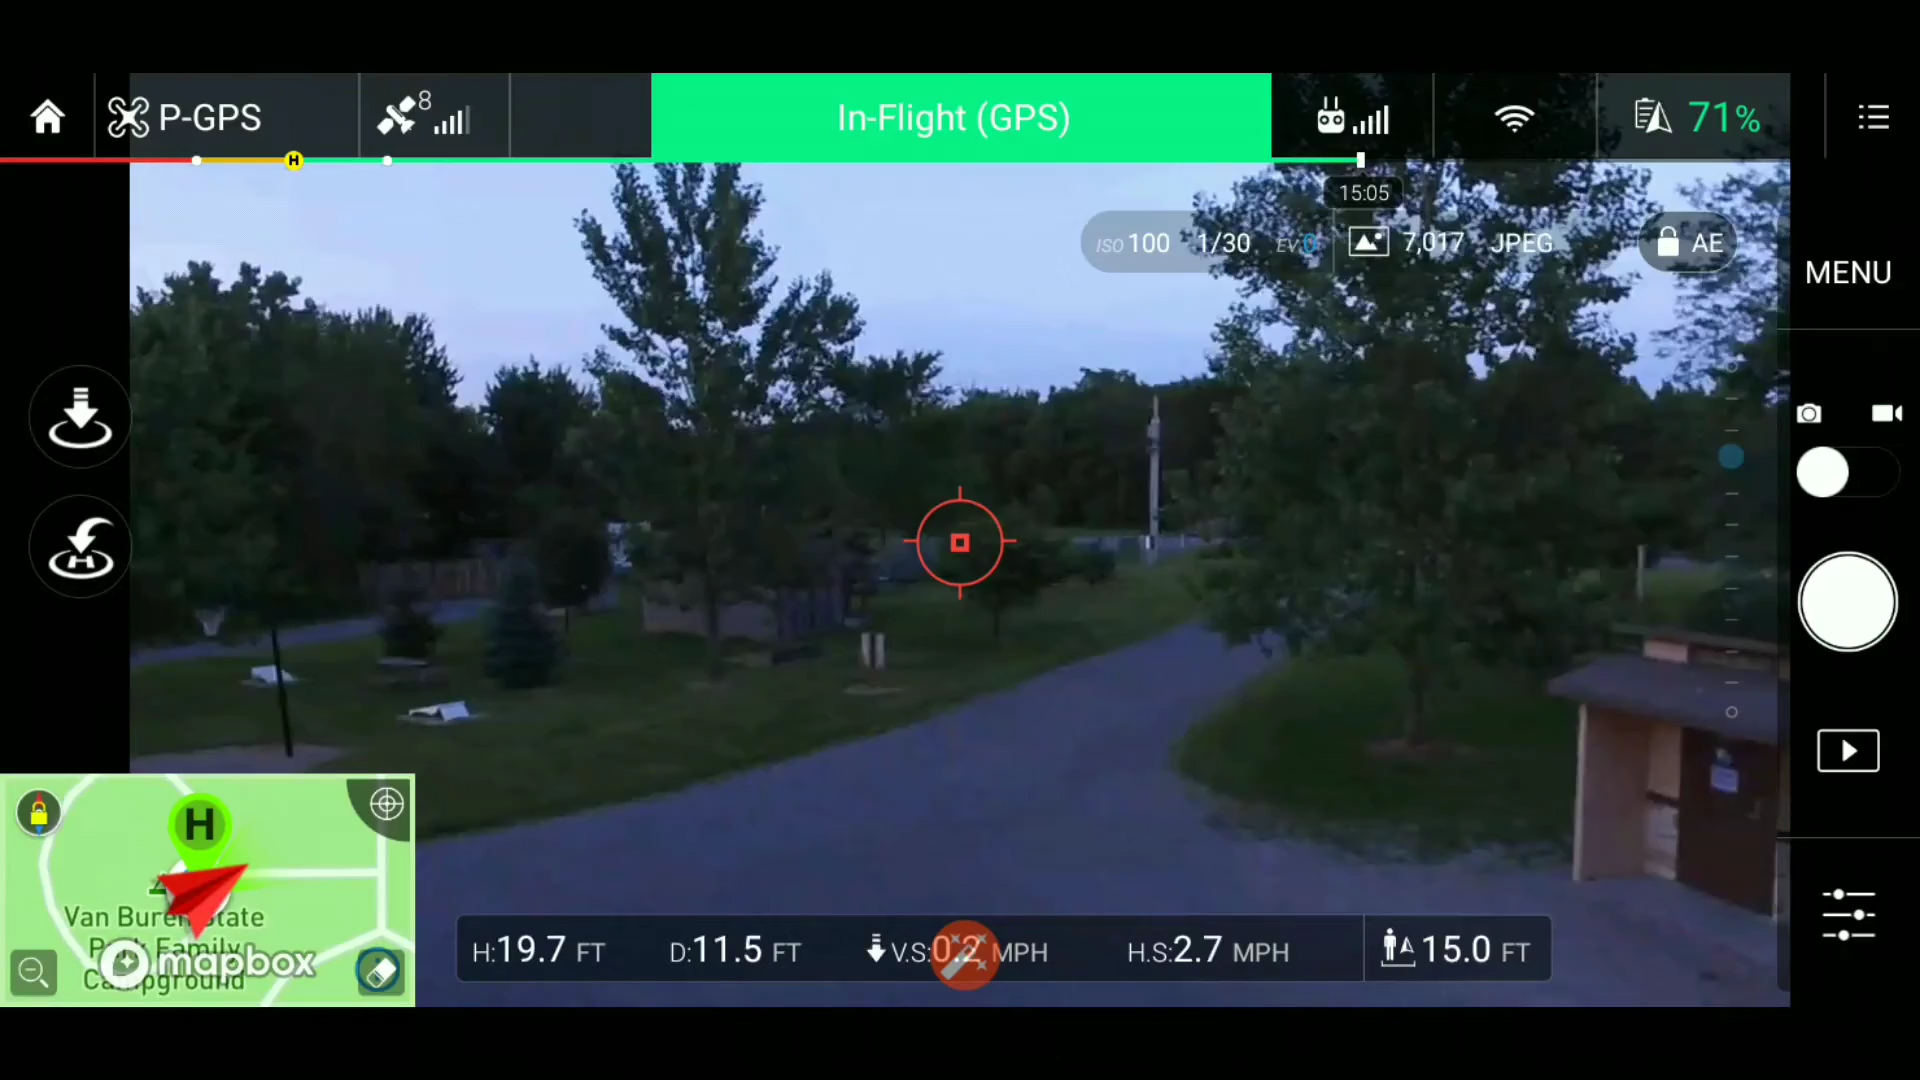 P-GPS
8
In-Flight (GPS)
71%
H
15:05
ISO 100 1/30 EV 0 7,017 JPEG AE
MENU
H
H
Van Buren State
Park Family
Campground
mapbox
H:19.7 FT D:11.5 FT V.S:0.2 MPH H.S:2.7 MPH 15.0 FT